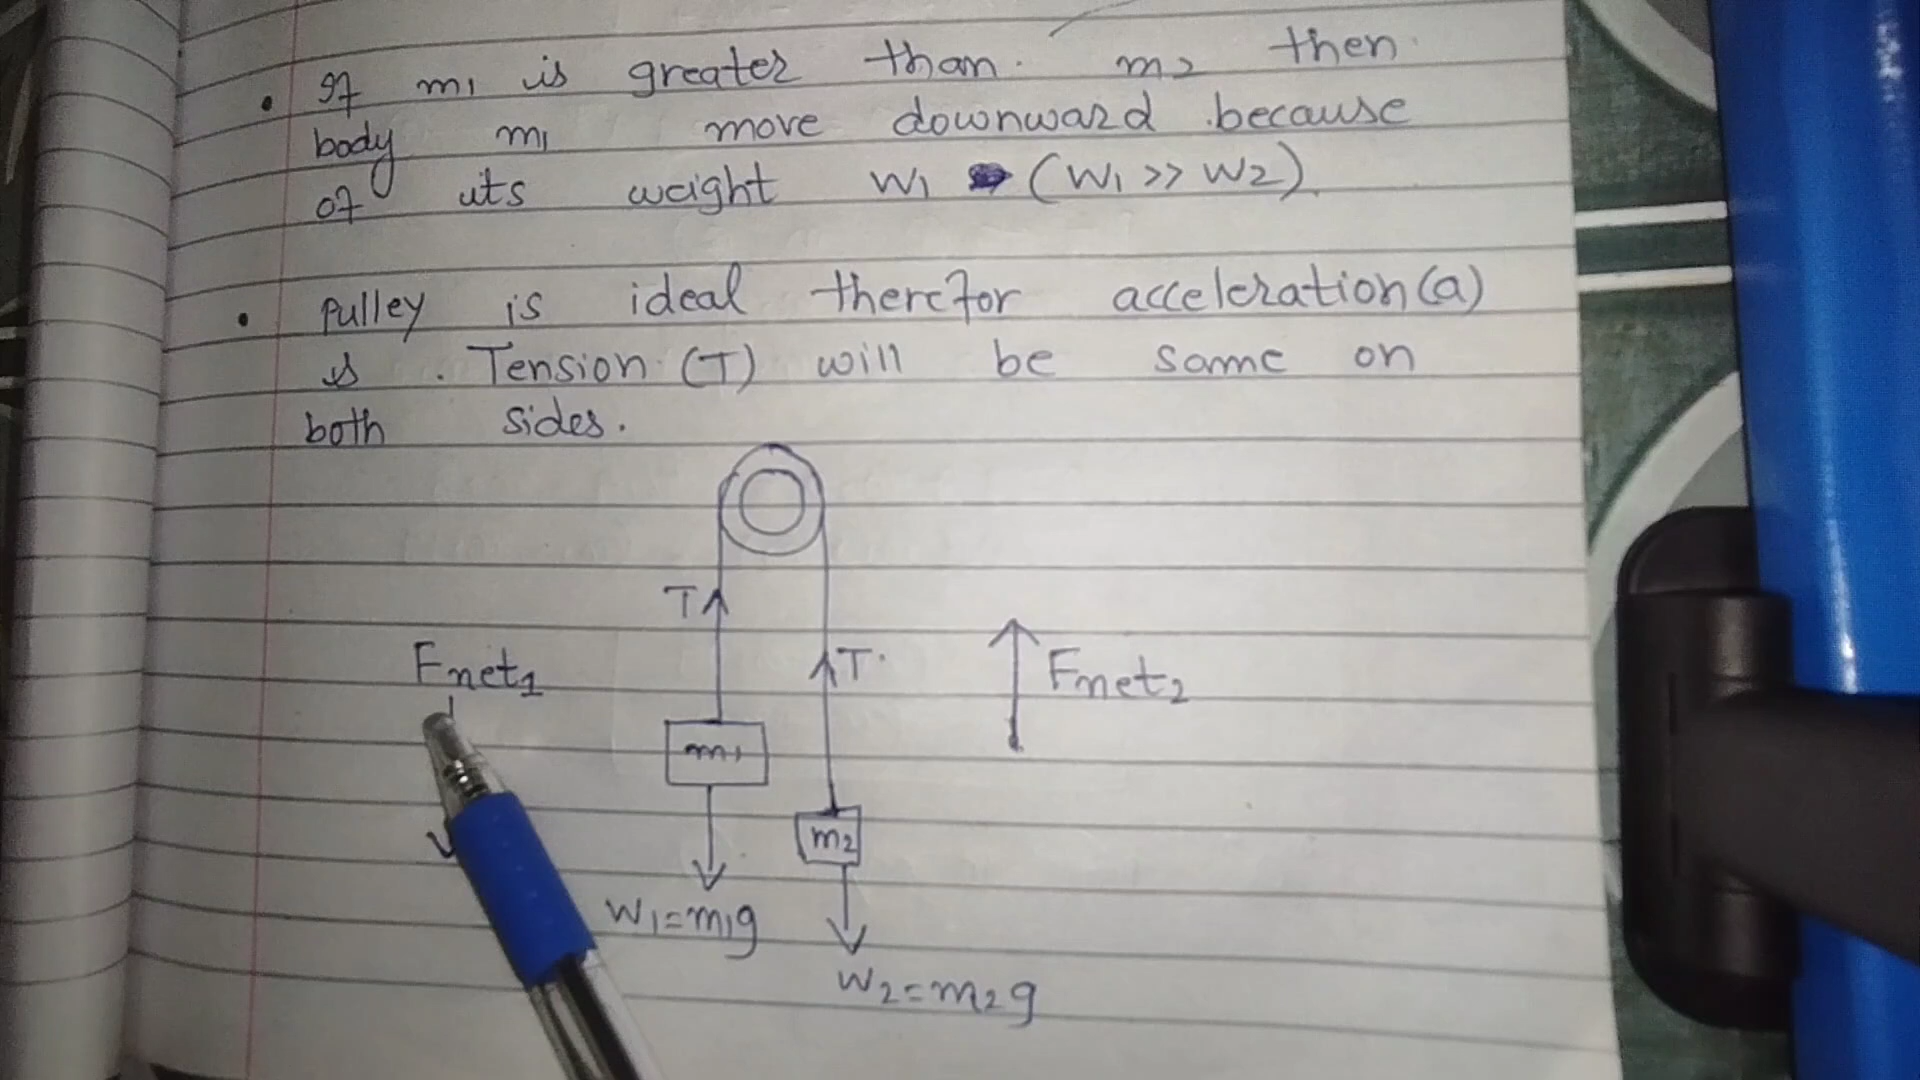 • If m1 is greater than m2 then
body m1 move downward because
of its weight W1 (W1 >> W2).
• Pulley is ideal therefor acceleration(a)
& Tension (T) will be same on
both sides.
T
Fnet1
T
Fnet2
m1
m2
W1=m1g
W2=m2g